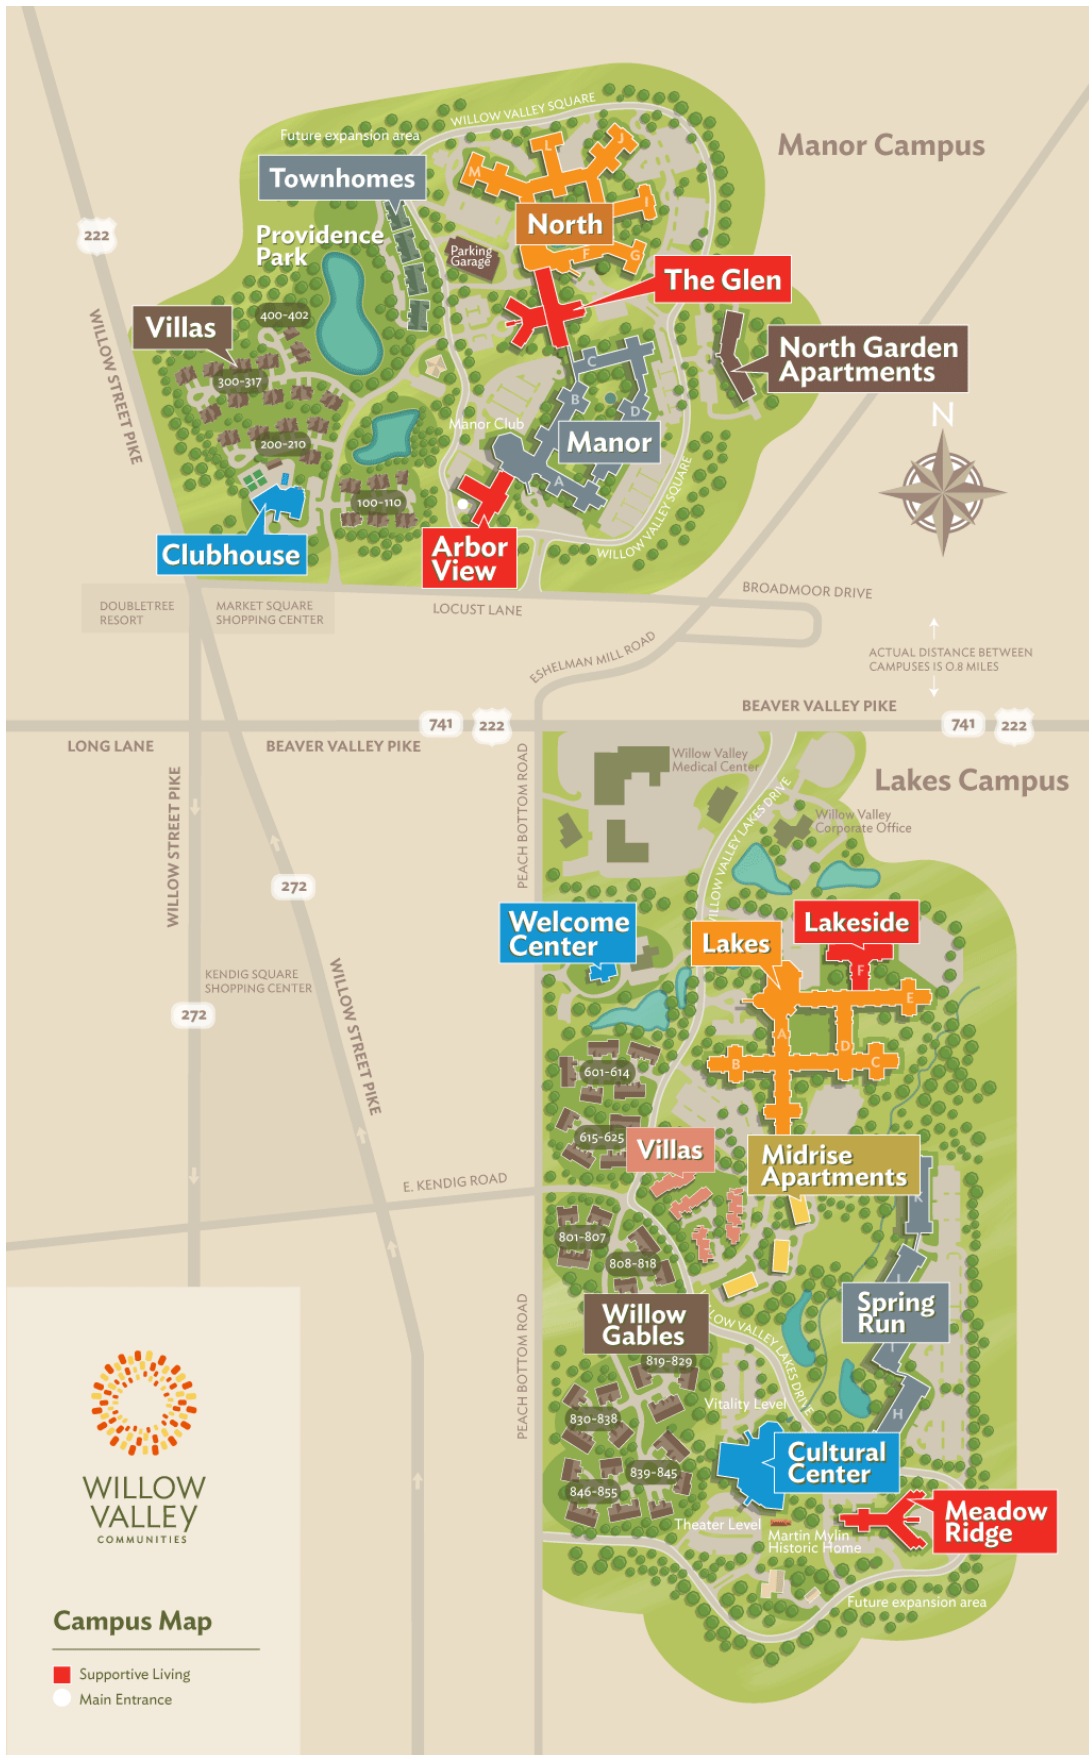 WILLOW VALLEY SQUARE
Future expansion area
Manor Campus
Townhomes
L
J
M
I
North
222
Providence
Park
Parking
Garage
F
G
The Glen
400-402
Villas
WILLOW STREET PIKE
North Garden
Apartments
300-317
C
B
D
N
Manor Club
Manor
200-210
A
100-110
WILLOW VALLEY SQUARE
Clubhouse
Arbor
View
DOUBLETREE
RESORT
MARKET SQUARE
SHOPPING CENTER
LOCUST LANE
BROADMOOR DRIVE
ESHELMAN MILL ROAD
ACTUAL DISTANCE BETWEEN
CAMPUSES IS 0.8 MILES
BEAVER VALLEY PIKE
741
222
741
222
LONG LANE
BEAVER VALLEY PIKE
Willow Valley
Medical Center
Lakes Campus
WILLOW STREET PIKE
PEACH BOTTOM ROAD
WILLOW VALLEY LAKES DRIVE
Willow Valley
Corporate Office
272
Welcome
Center
Lakes
Lakeside
F
KENDIG SQUARE
SHOPPING CENTER
E
272
WILLOW STREET PIKE
A
D
B
C
601-614
615-625
Villas
Midrise
Apartments
E. KENDIG ROAD
K
801-807
808-818
Willow
Gables
Spring
Run
PEACH BOTTOM ROAD
WILLOW VALLEY LAKES DRIVE
819-829
Vitality Level
830-838
H
Cultural
Center
839-845
846-855
Theater Level
Martin Mylin
Historic Home
Meadow
Ridge
Future expansion area
WILLOW
VALLEY
COMMUNITIES
Campus Map
Supportive Living
Main Entrance